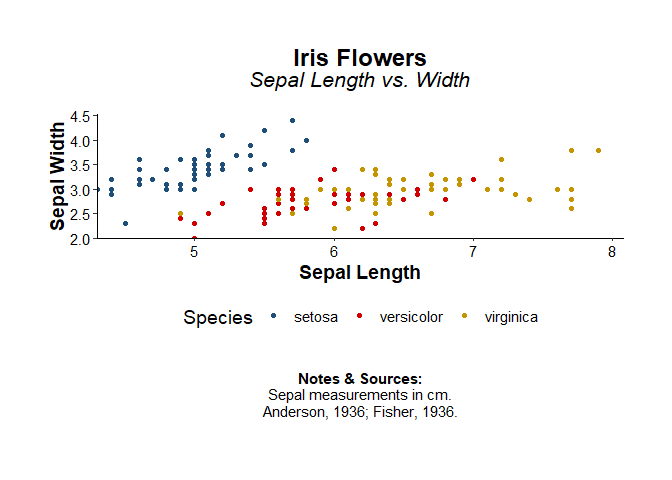 Iris Flowers
Sepal Length vs. Width
Sepal Width
4.5
4.0
3.5
3.0
2.5
2.0
5 6 7 8
Sepal Length
Species setosa versicolor virginica
Notes & Sources:
Sepal measurements in cm.
Anderson, 1936; Fisher, 1936.